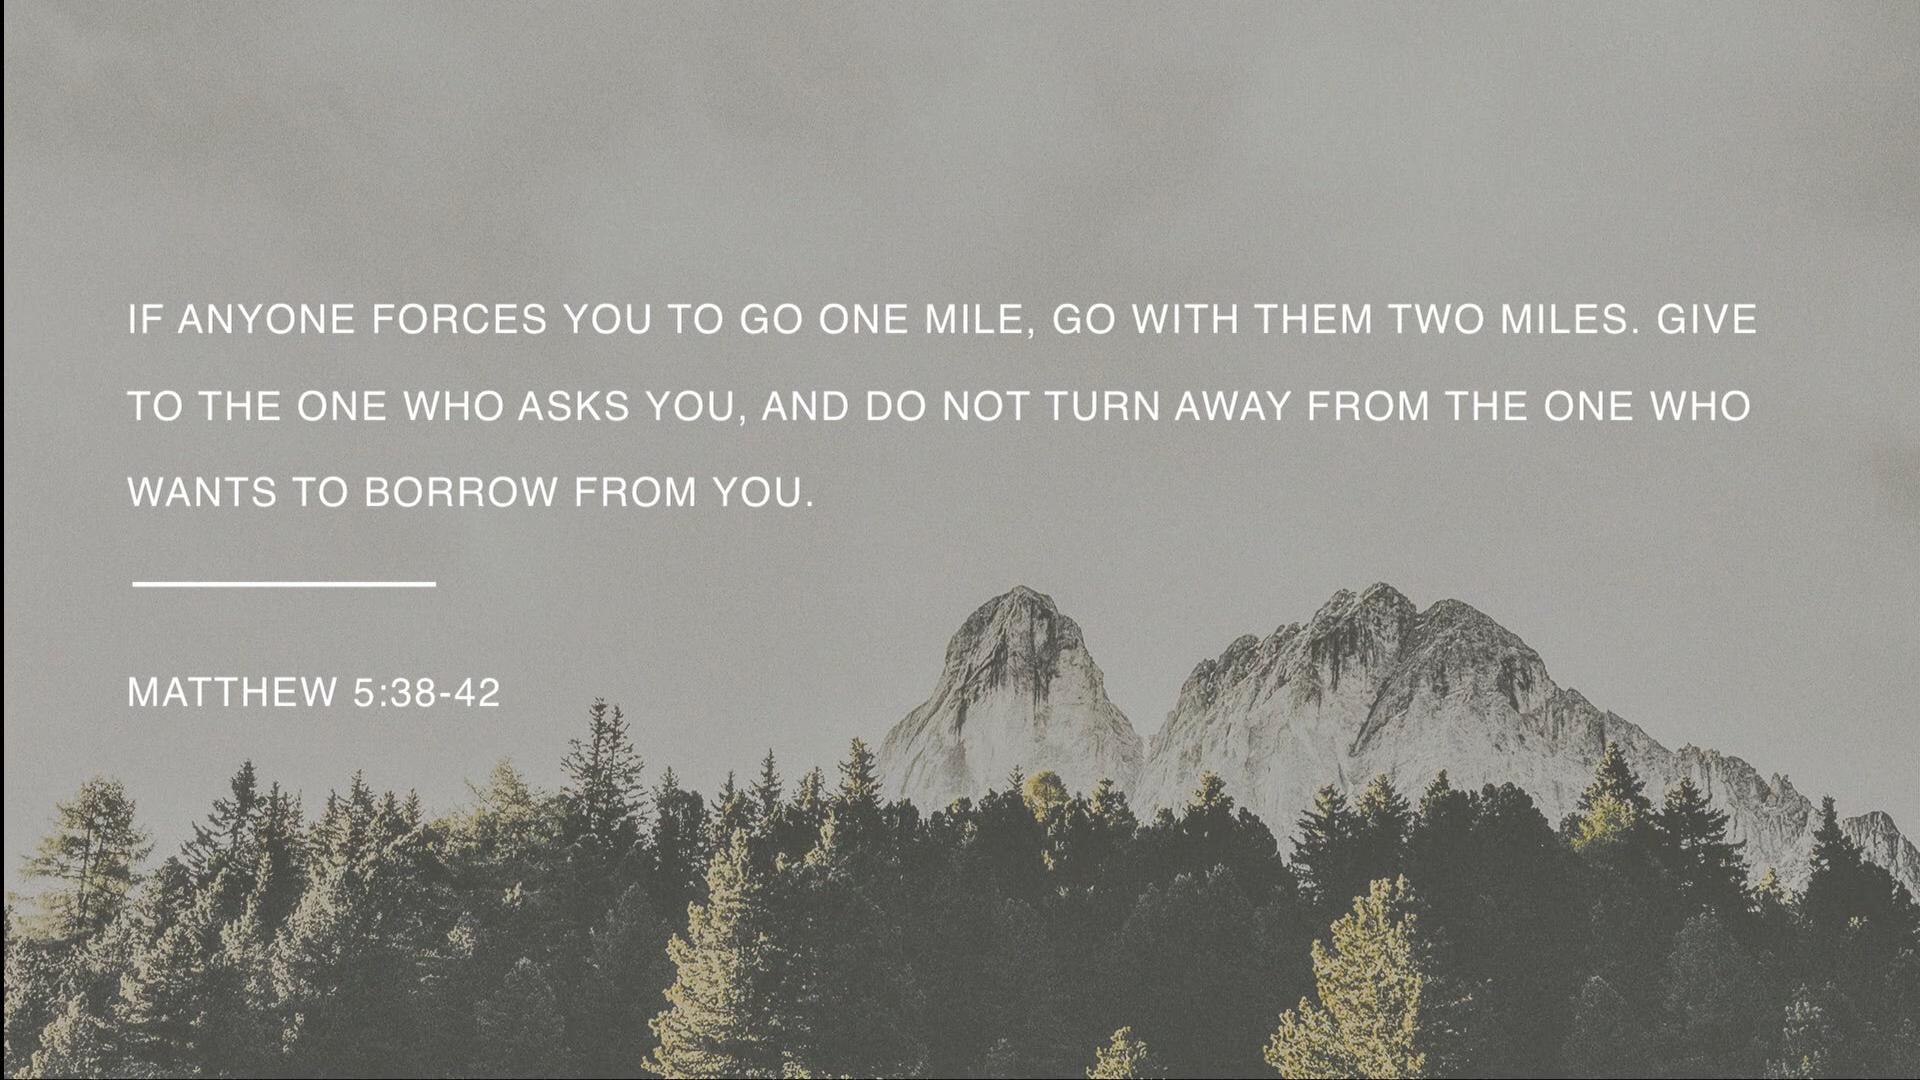 IF ANYONE FORCES YOU TO GO ONE MILE, GO WITH THEM TWO MILES. GIVE
TO THE ONE WHO ASKS YOU, AND DO NOT TURN AWAY FROM THE ONE WHO
WANTS TO BORROW FROM YOU.
MATTHEW 5:38-42